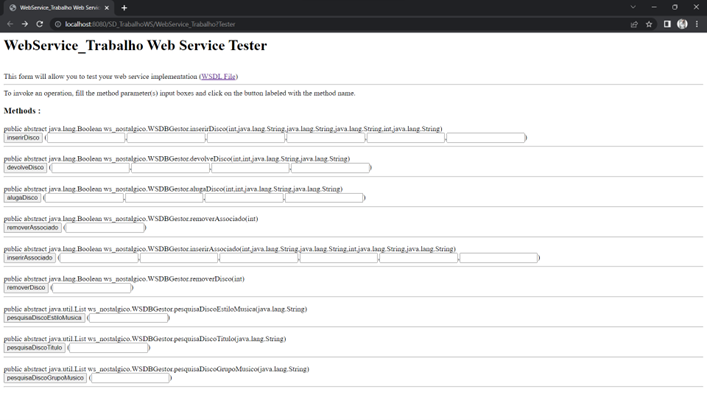 WebService_Trabalho Web Service
localhost:8080/SD_TrabalhoWS/WebService_Trabalho?Tester
WebService_Trabalho Web Service Tester
This form will allow you to test your web service implementation (WSDL File)
To invoke an operation, fill the method parameter(s) input boxes and click on the button labeled with the method name.
Methods :
public abstract java.lang.Boolean ws_nostalgico.WSDBGestor.inserirDisco(int,java.lang.String,java.lang.String,java.lang.String,int,java.lang.String)
inserirDisco ( , , , , , )
public abstract java.lang.Boolean ws_nostalgico.WSDBGestor.devolveDisco(int,int,java.lang.String,java.lang.String)
devolveDisco ( , , , )
public abstract java.lang.Boolean ws_nostalgico.WSDBGestor.alugaDisco(int,int,java.lang.String,java.lang.String)
alugaDisco ( , , , )
public abstract java.lang.Boolean ws_nostalgico.WSDBGestor.removerAssociado(int)
removerAssociado ( )
public abstract java.lang.Boolean ws_nostalgico.WSDBGestor.inserirAssociado(int,java.lang.String,java.lang.String,int,java.lang.String,java.lang.String)
inserirAssociado ( , , , , , )
public abstract java.lang.Boolean ws_nostalgico.WSDBGestor.removerDisco(int)
removerDisco ( )
public abstract java.util.List ws_nostalgico.WSDBGestor.pesquisaDiscoEstiloMusica(java.lang.String)
pesquisaDiscoEstiloMusica ( )
public abstract java.util.List ws_nostalgico.WSDBGestor.pesquisaDiscoTitulo(java.lang.String)
pesquisaDiscoTitulo ( )
public abstract java.util.List ws_nostalgico.WSDBGestor.pesquisaDiscoGrupoMusico(java.lang.String)
pesquisaDiscoGrupoMusico ( )